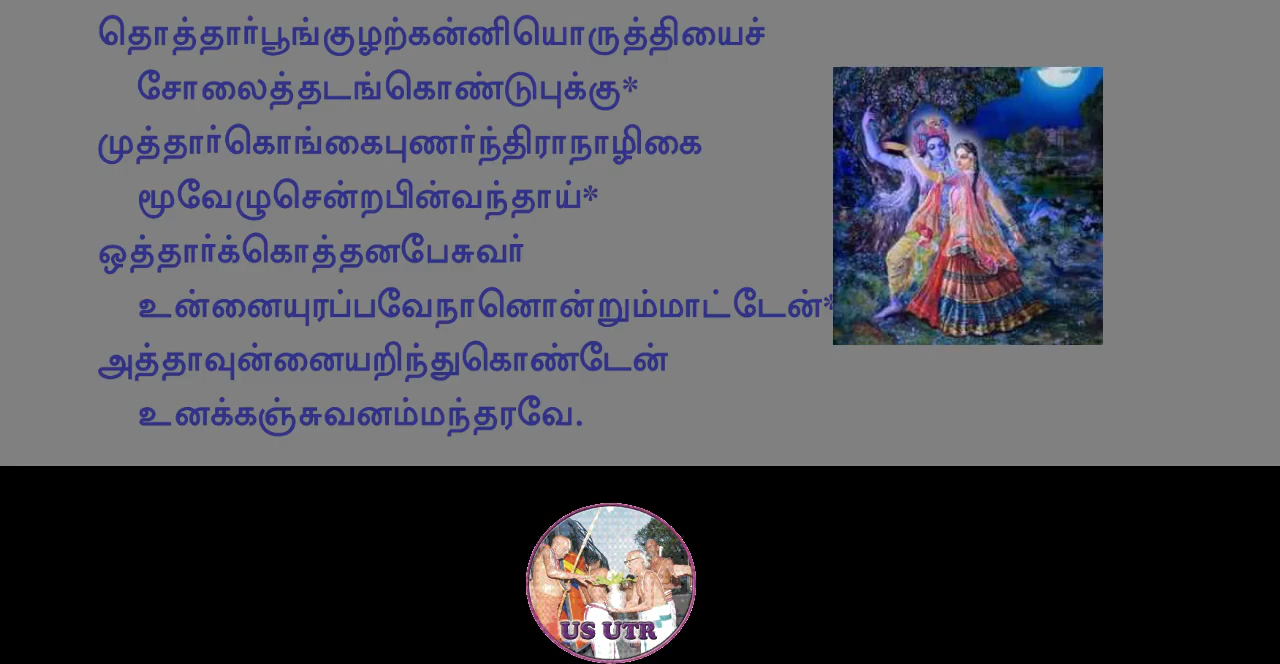 தொத்தார்பூங்குழற்கன்னியொருத்தியைச்
சோலைத்தடங்கொண்டுபுக்கு*
முத்தார்கொங்கைபுணர்ந்திராநாழிகை
மூவேழுசென்றபின்வந்தாய்*
ஒத்தார்க்கொத்தனபேசுவர்
உன்னையுரப்பவேநானொன்றும்மாட்டேன்*
அத்தாவுன்னையறிந்துகொண்டேன்
உனக்கஞ்சுவனம்மந்தரவே.
US UTR